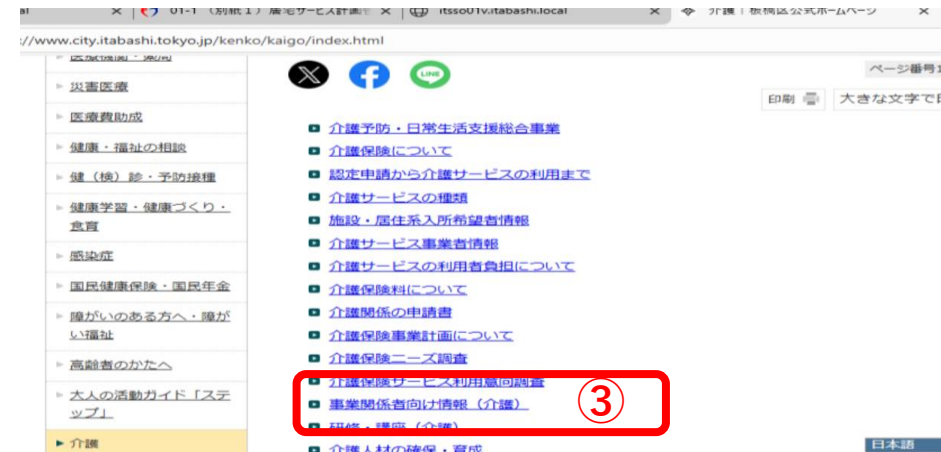 al
01-1 （別紙１）居宅サービス計画
itsso01v.itabashi.local
介護｜板橋区公式ホームページ
://www.city.itabashi.tokyo.jp/kenko/kaigo/index.html
医療機関・薬局
災害医療
医療費助成
健康・福祉の相談
健（検）診・予防接種
健康学習・健康づくり・
食育
感染症
国民健康保険・国民年金
障がいのある方へ・障が
い福祉
高齢者のかたへ
大人の活動ガイド「ステ
ップ」
介護
LINE
ページ番号1
印刷
大きな文字で印
介護予防・日常生活支援総合事業
介護保険について
認定申請から介護サービスの利用まで
介護サービスの種類
施設・居住系入所希望者情報
介護サービス事業者情報
介護サービスの利用者負担について
介護保険料について
介護関係の申請書
介護保険事業計画について
介護保険ニーズ調査
介護保険サービス利用意向調査
事業関係者向け情報（介護）
③
研修・講座（介護）
介護人材の確保・育成
日本語